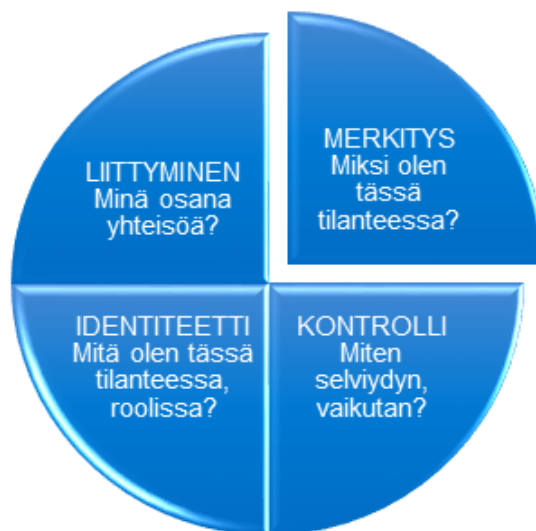 LIITTYMINEN
Minä osana
yhteisöä?
MERKITYS
Miksi olen
tässä
tilanteessa?
IDENTITEETTI
Mitä olen tässä
tilanteessa,
roolissa?
KONTROLLI
Miten
selviydyn,
vaikutan?